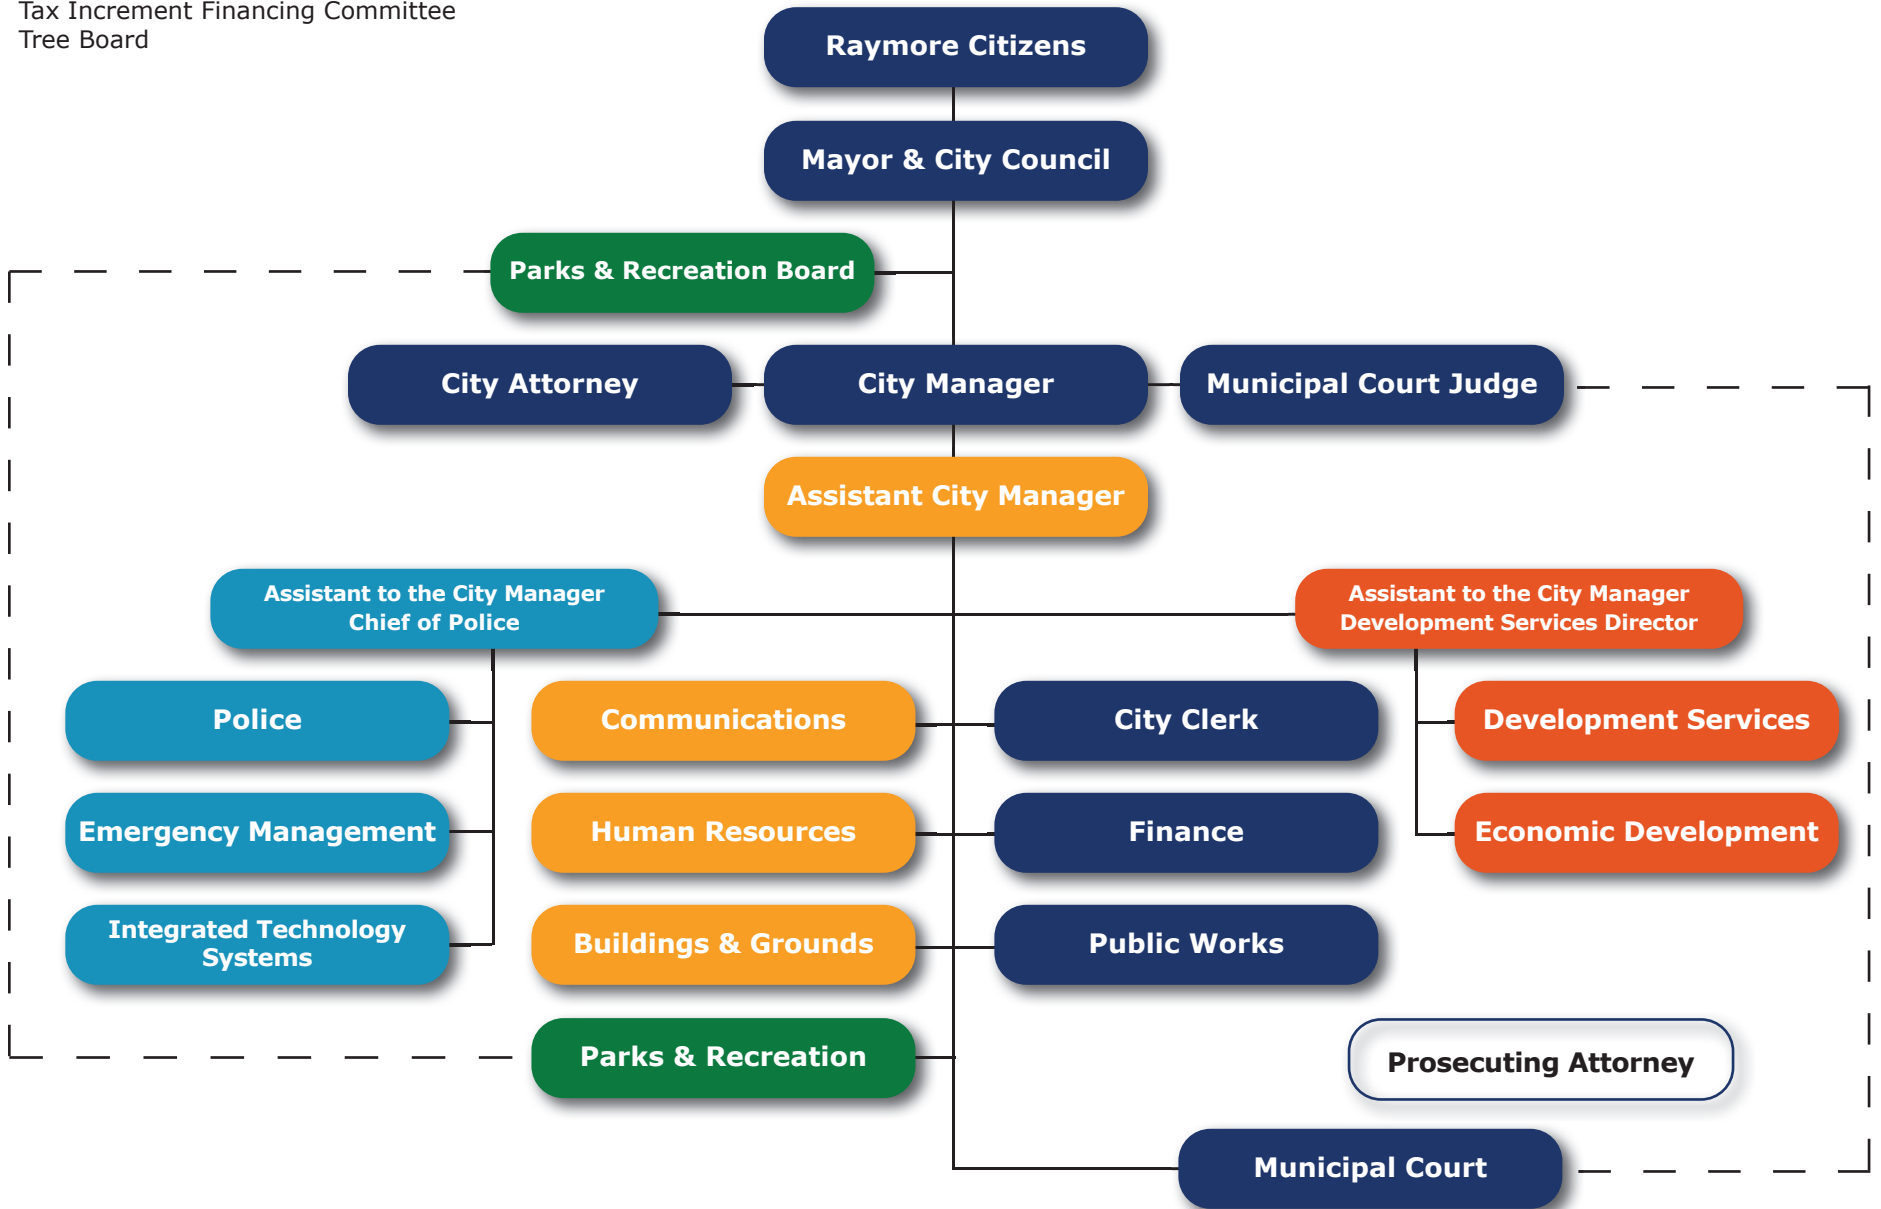 Tax Increment Financing Committee
Tree Board
Raymore Citizens
Mayor & City Council
Parks & Recreation Board
City Attorney
City Manager
Municipal Court Judge
Assistant City Manager
Assistant to the City Manager
Chief of Police
Assistant to the City Manager
Development Services Director
Police
Communications
City Clerk
Development Services
Emergency Management
Human Resources
Finance
Economic Development
Integrated Technology
Systems
Buildings & Grounds
Public Works
Parks & Recreation
Prosecuting Attorney
Municipal Court